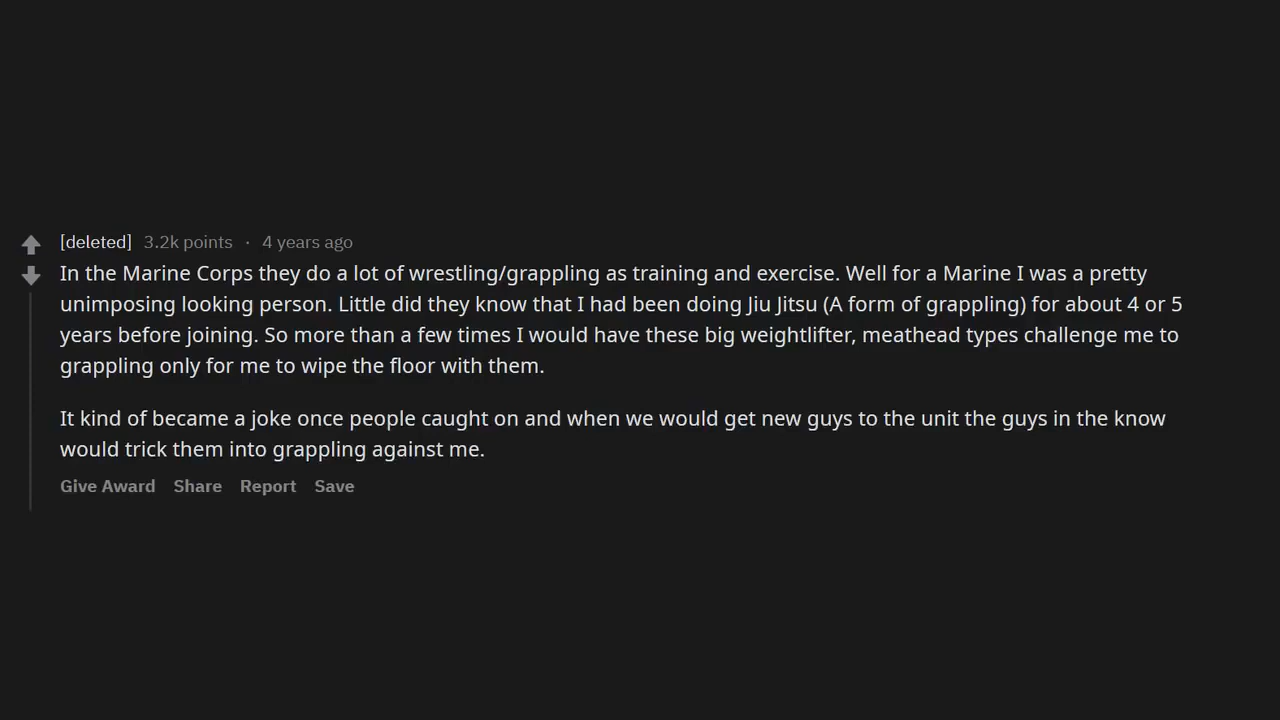 [deleted] 3.2k points · 4 years ago
In the Marine Corps they do a lot of wrestling/grappling as training and exercise. Well for a Marine I was a pretty
unimposing looking person. Little did they know that I had been doing Jiu Jitsu (A form of grappling) for about 4 or 5
years before joining. So more than a few times I would have these big weightlifter, meathead types challenge me to
grappling only for me to wipe the floor with them.
It kind of became a joke once people caught on and when we would get new guys to the unit the guys in the know
would trick them into grappling against me.
Give Award Share Report Save